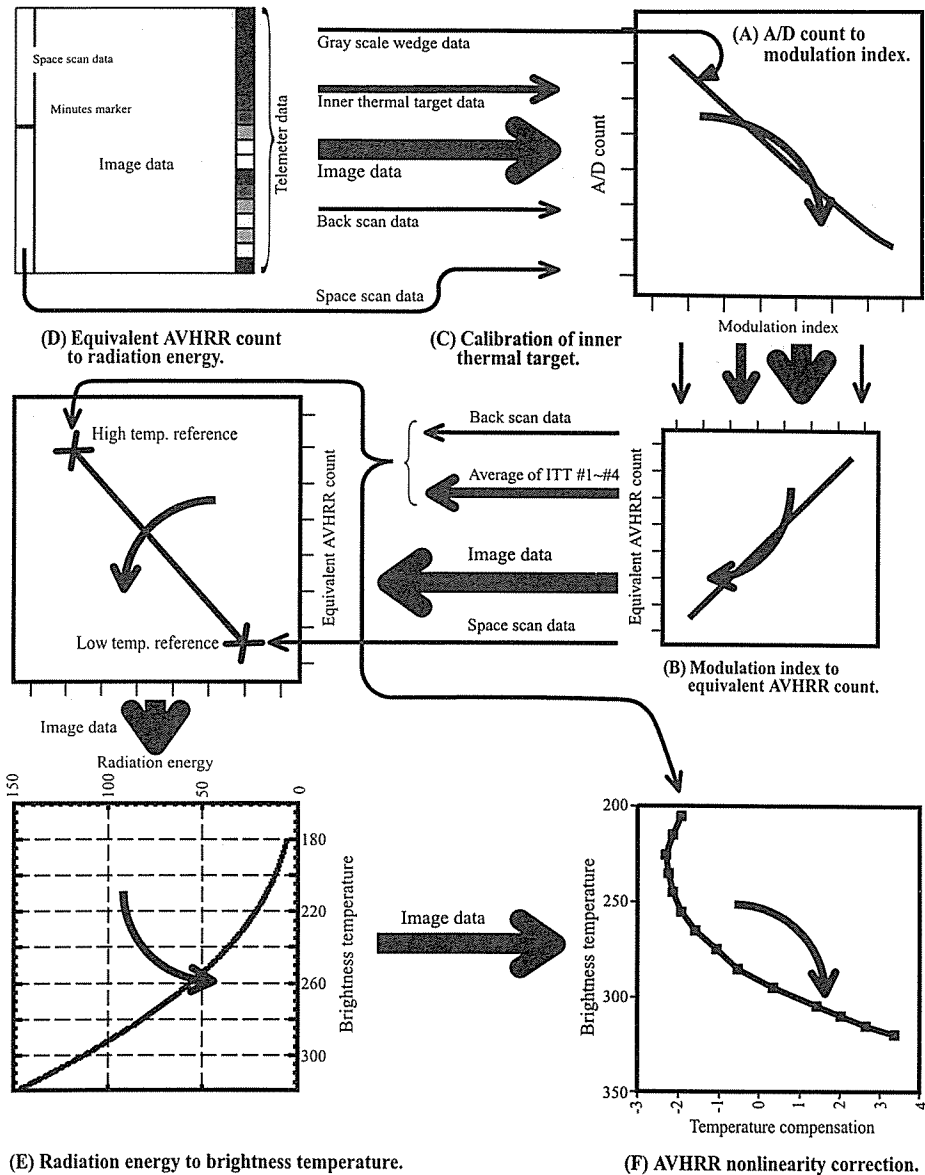 Space scan data
Minutes marker
Image data
Telemeter data
Gray scale wedge data
Inner thermal target data
Image data
Back scan data
Space scan data
(A) A/D count to
modulation index.
A/D count
Modulation index
(D) Equivalent AVHRR count
to radiation energy.
(C) Calibration of inner
thermal target.
High temp. reference
Low temp. reference
Equivalent AVHRR count
Back scan data
Average of ITT #1~#4
Image data
Space scan data
Equivalent AVHRR count
(B) Modulation index to
equivalent AVHRR count.
Image data
Radiation energy
150
100
50
0
180
220
260
300
Brightness temperature
Image data
200
250
300
350
Brightness temperature
-3
-2
-1
0
1
2
3
4
Temperature compensation
(E) Radiation energy to brightness temperature.
(F) AVHRR nonlinearity correction.